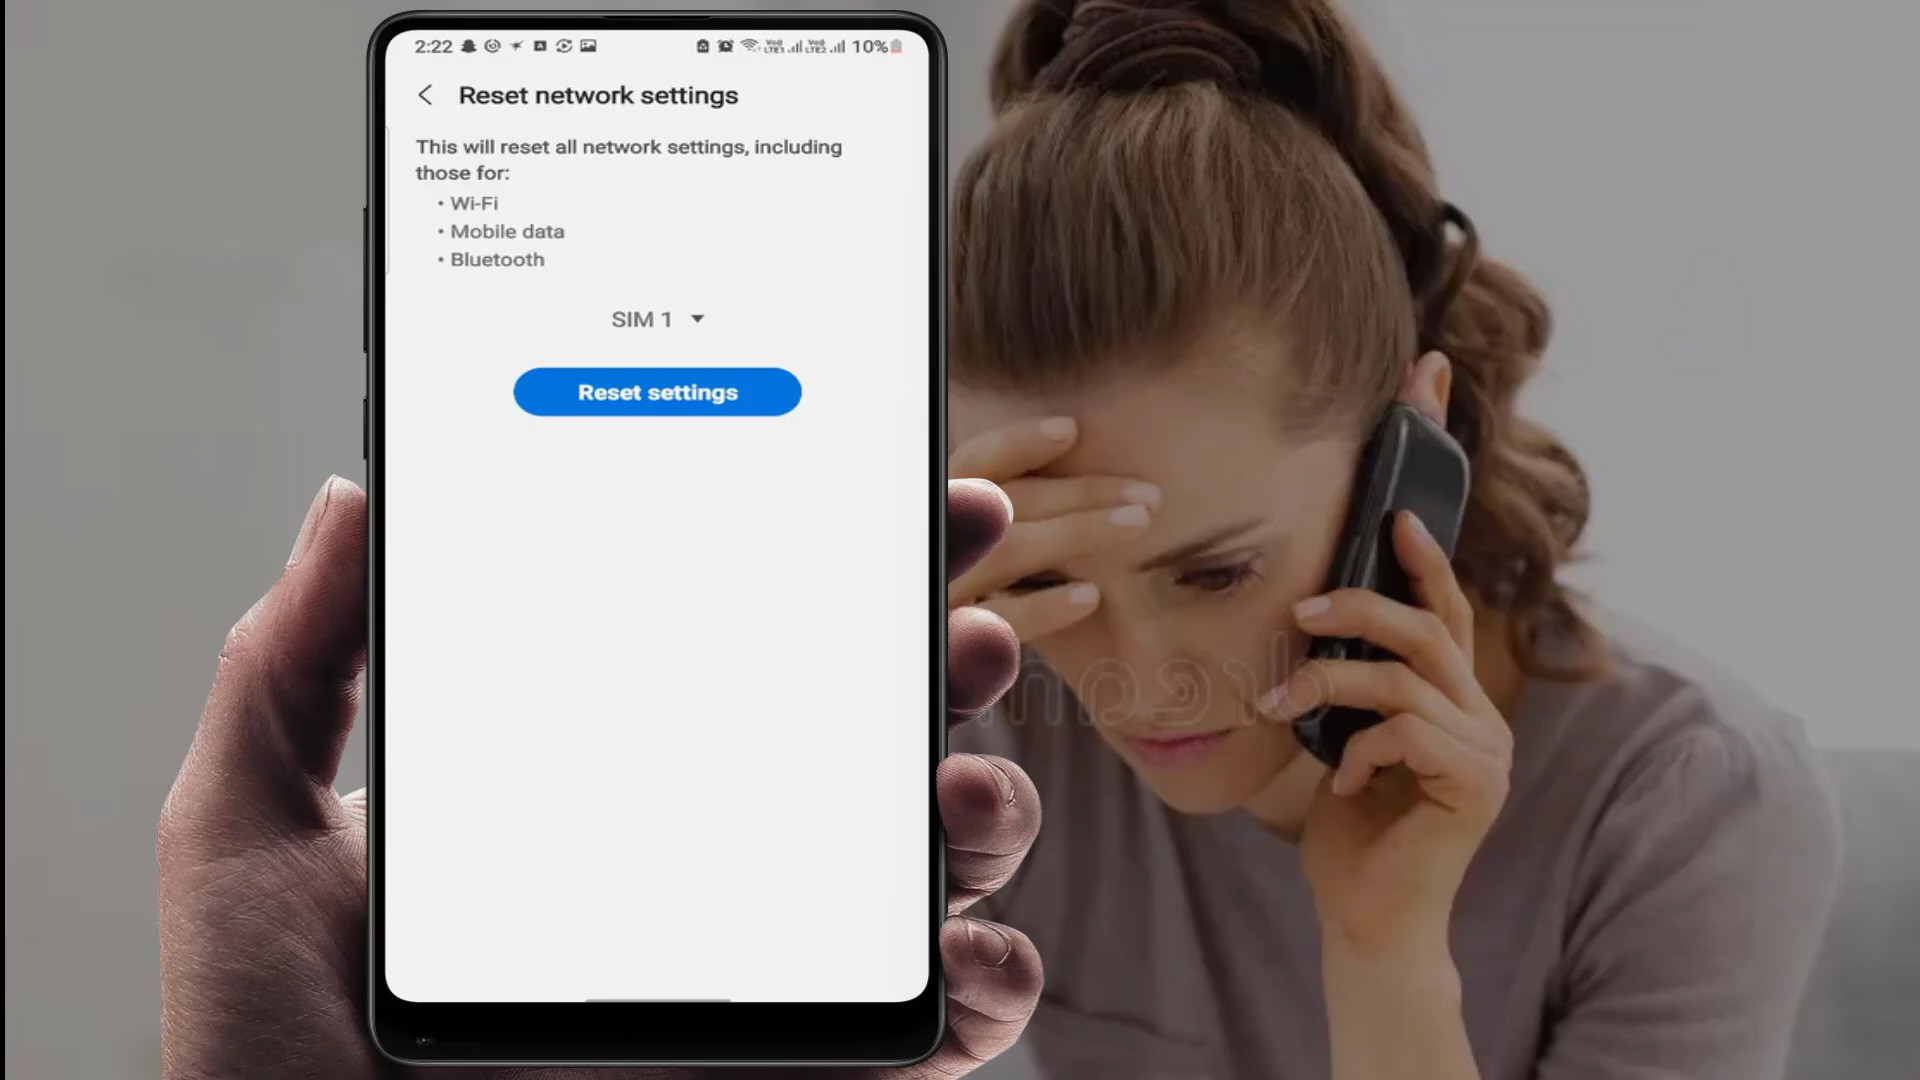 2:22
10%
Reset network settings
This will reset all network settings, including
those for:
• Wi-Fi
• Mobile data
• Bluetooth
SIM 1
Reset settings